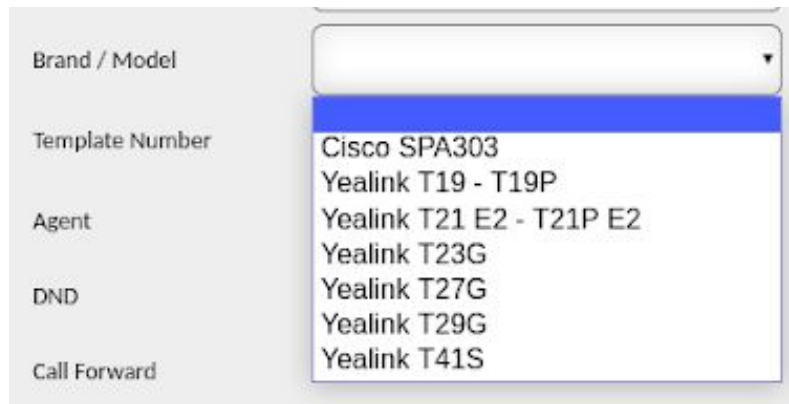 Brand / Model
Template Number
Agent
DND
Call Forward
Cisco SPA303
Yealink T19 - T19P
Yealink T21 E2 - T21P E2
Yealink T23G
Yealink T27G
Yealink T29G
Yealink T41S